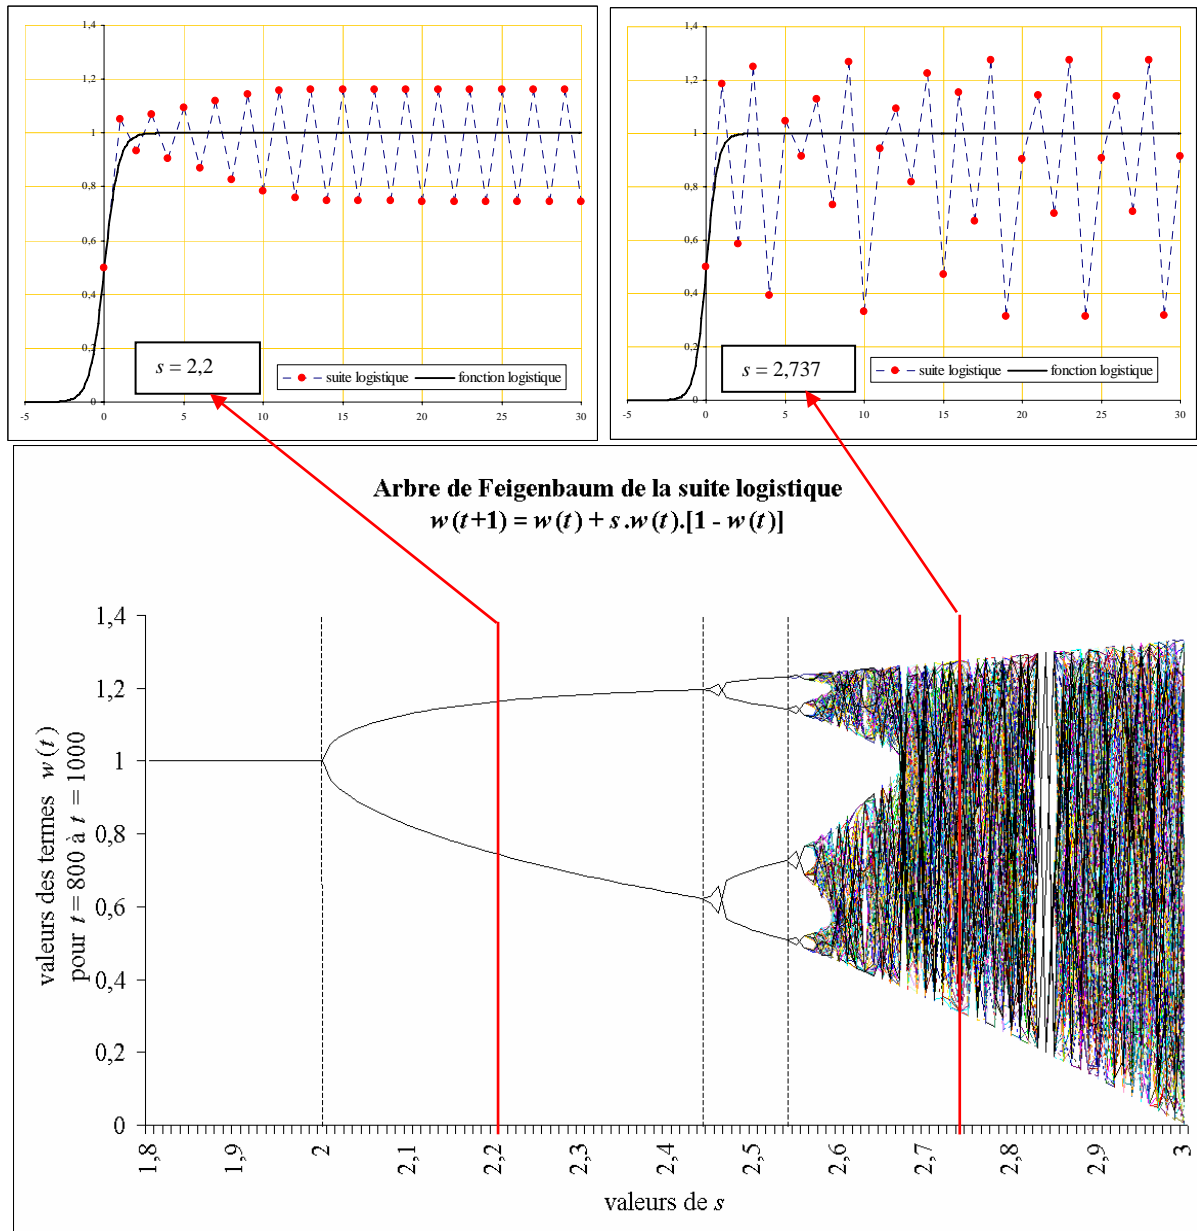 1,4
1,2
1
0,8
0,6
0,4
0,2
0
-5 0 5 10 15 20 25 30
s = 2,2
suite logistique fonction logistique
1,4
1,2
1
0,8
0,6
0,4
0,2
0
-5 0 5 10 15 20 25 30
s = 2,737
suite logistique fonction logistique
Arbre de Feigenbaum de la suite logistique
w(t+1) = w(t) + s.w(t).[1 - w(t)]
valeurs des termes w(t)
pour t = 800 à t = 1000
1,4
1,2
1
0,8
0,6
0,4
0,2
0
1,8 1,9 2 2,1 2,2 2,3 2,4 2,5 2,6 2,7 2,8 2,9 3
valeurs de s